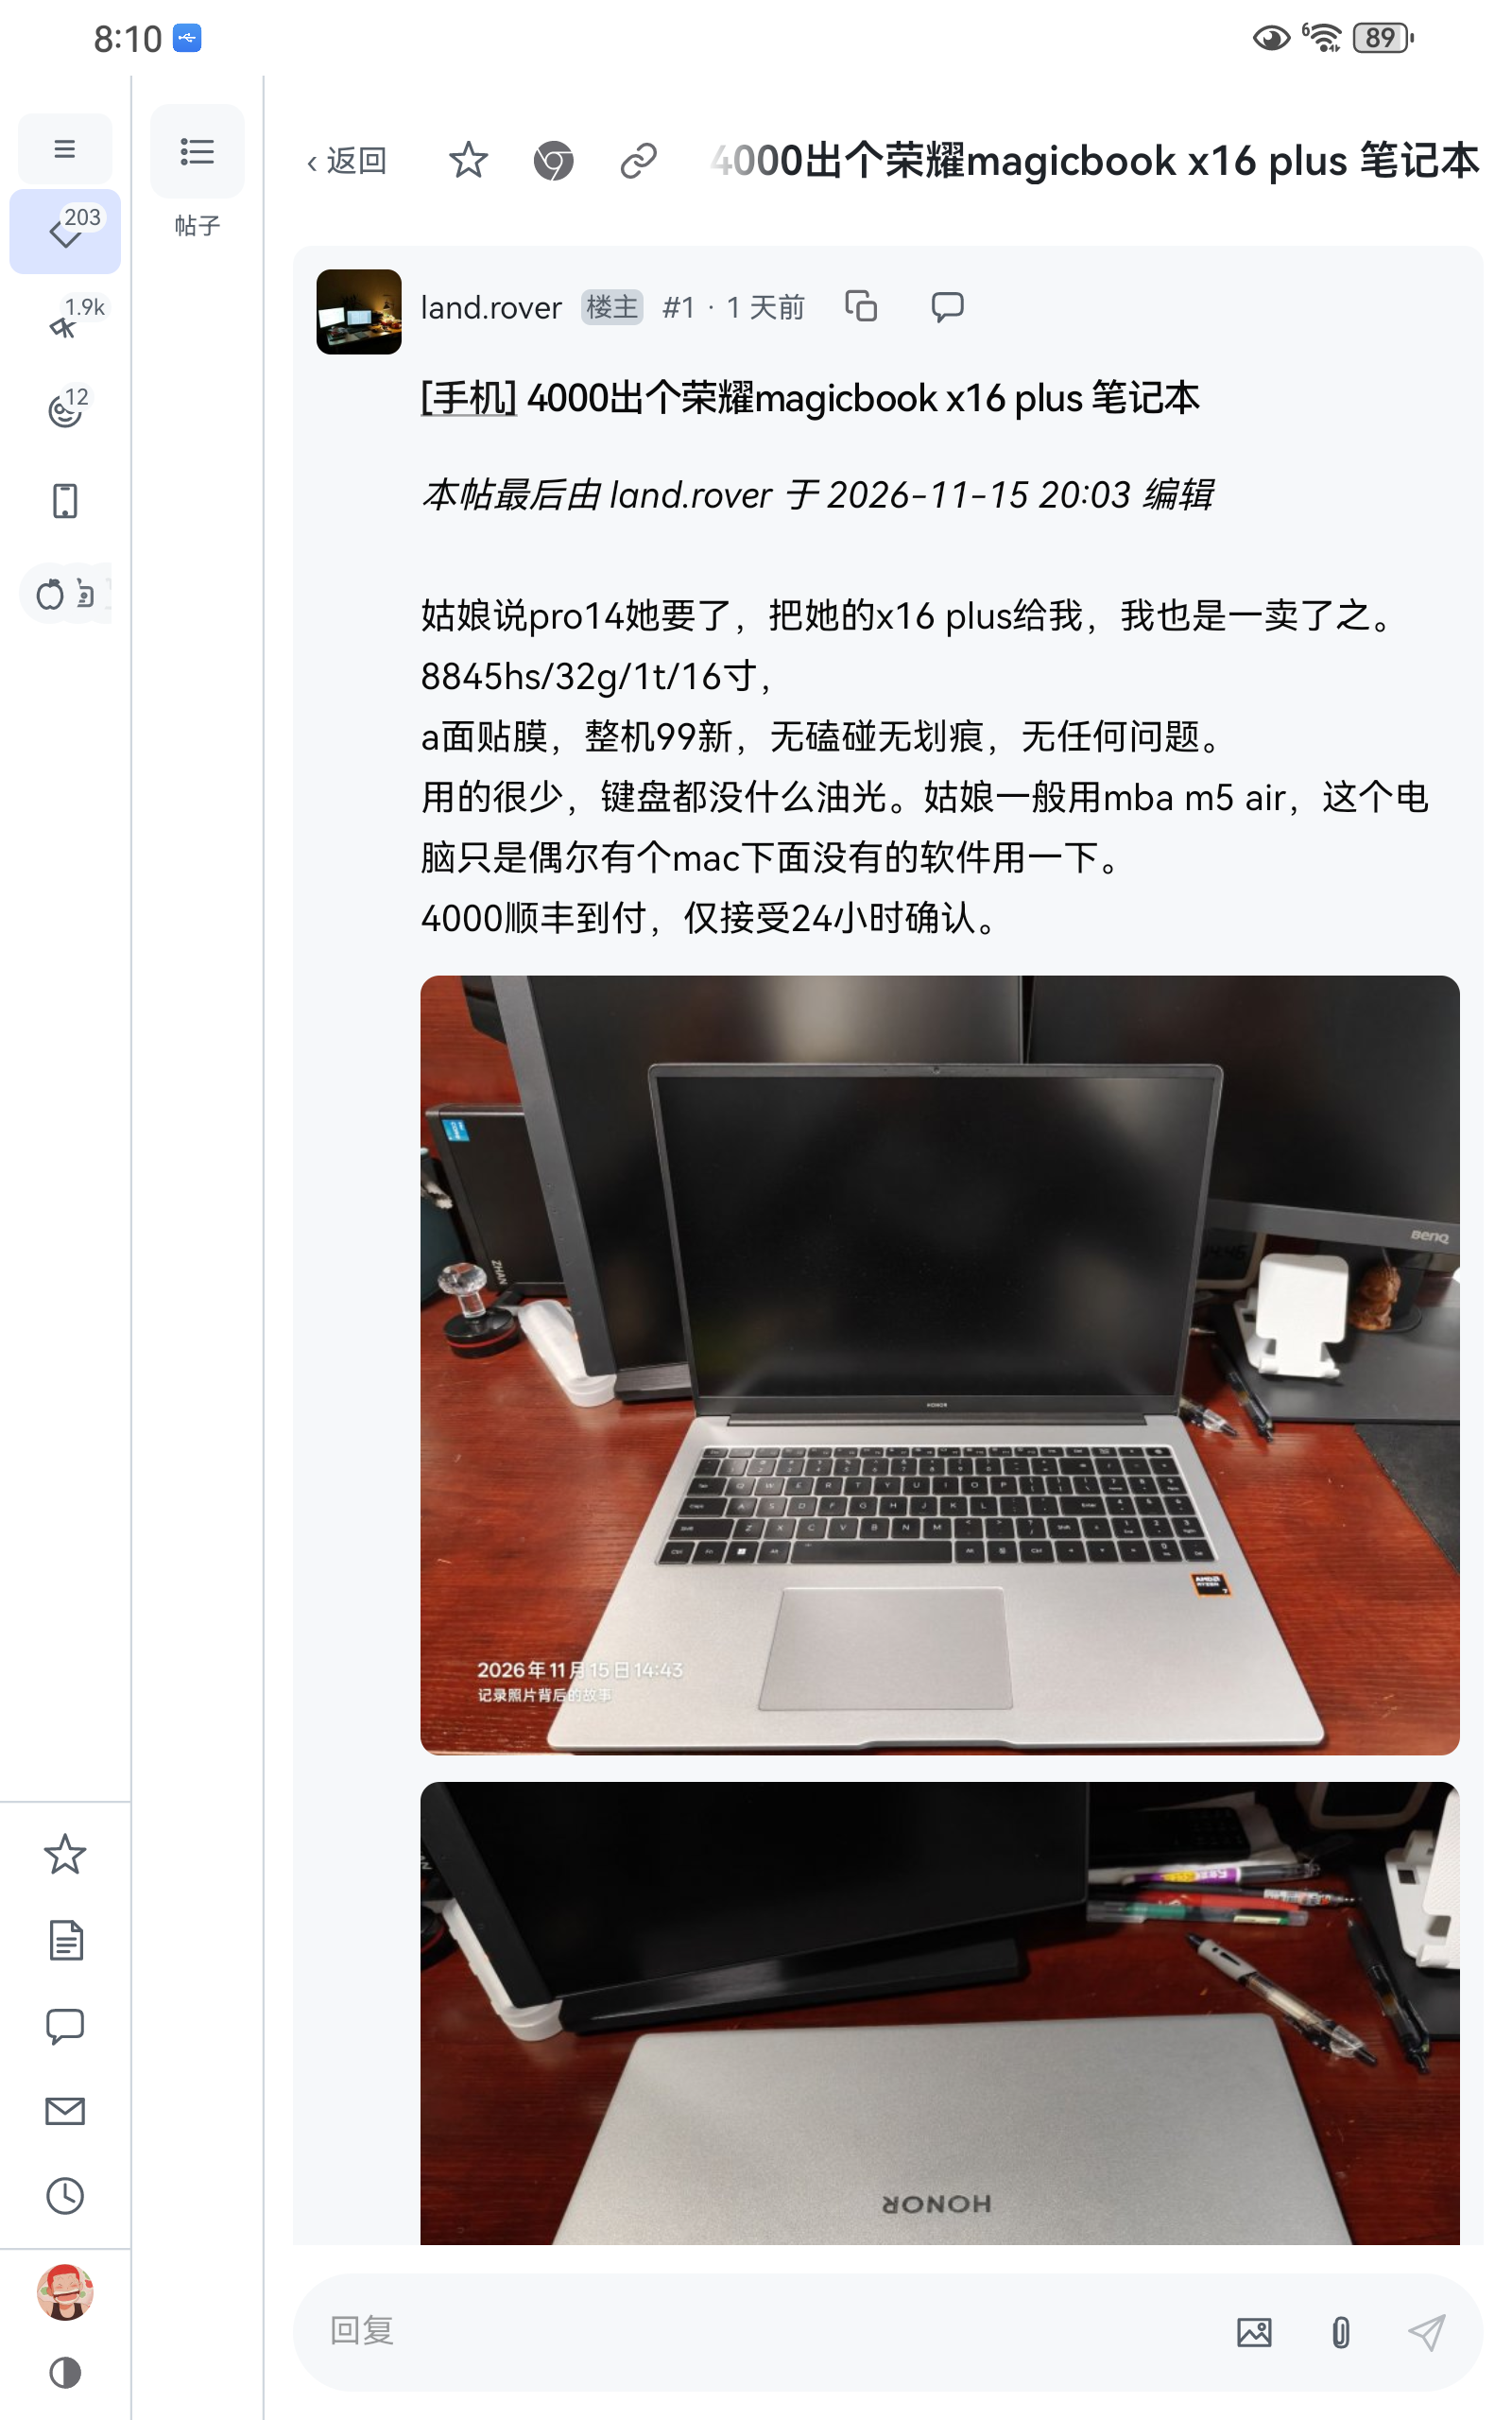 8:10
6
89
203
1.9k
12
帖子
‹ 返回
4000出个荣耀magicbook x16 plus 笔记本
land.rover 楼主 #1 · 1 天前
[手机] 4000出个荣耀magicbook x16 plus 笔记本
本帖最后由 land.rover 于 2026-11-15 20:03 编辑
姑娘说pro14她要了，把她的x16 plus给我，我也是一卖了之。
8845hs/32g/1t/16寸，
a面贴膜，整机99新，无磕碰无划痕，无任何问题。
用的很少，键盘都没什么油光。姑娘一般用mba m5 air，这个电
脑只是偶尔有个mac下面没有的软件用一下。
4000顺丰到付，仅接受24小时确认。
ZHAN
BenQ
HONOR
Q W E R T Y U I O P
A S D F G H J K L
Z X C V B N M
AMD
2026年11月15日 14:43
记录照片背后的故事
HONOR
回复